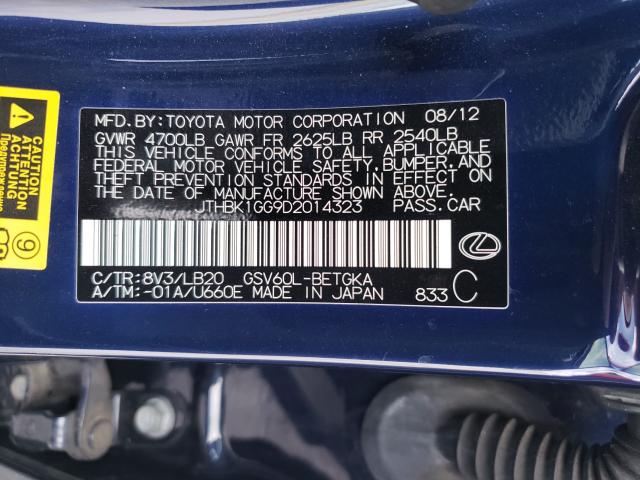 MFD. BY: TOYOTA MOTOR CORPORATION 08/12
GVWR 4700LB GAWR FR 2625LB RR 2540LB
THIS VEHICLE CONFORMS TO ALL APPLICABLE
FEDERAL MOTOR VEHICLE SAFETY, BUMPER, AND
THEFT PREVENTION STANDARDS IN EFFECT ON
THE DATE OF MANUFACTURE SHOWN ABOVE.
JTHBK1GG9D2014323 PASS. CAR
C/TR: 8V3/LB20 GSV60L-BETGKA
A/TM: -01A/U660E MADE IN JAPAN 833 C
ACHTUNG
Предупреждение
9